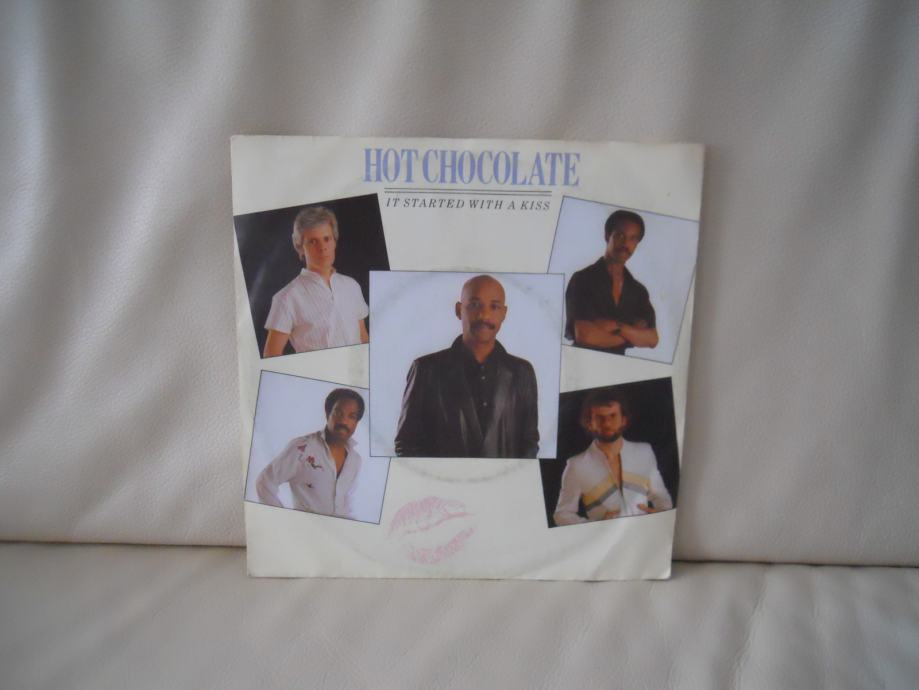 HOT CHOCOLATE
IT STARTED WITH A KISS